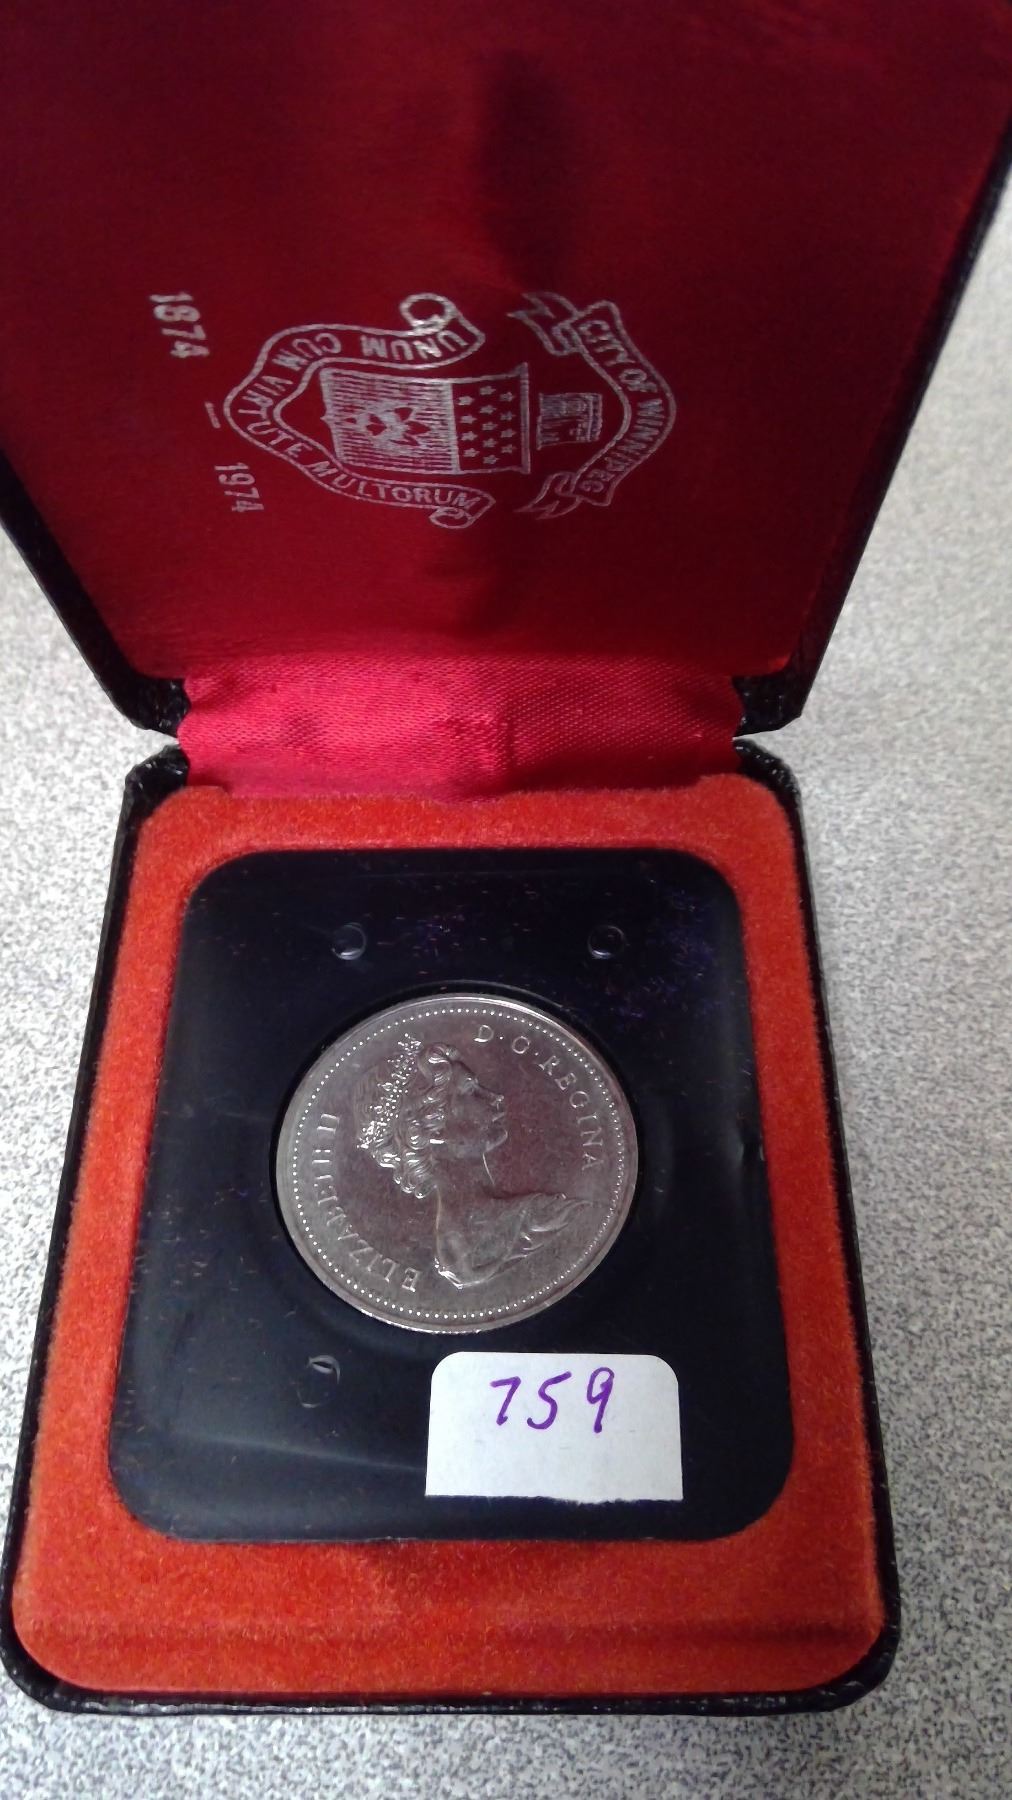 CITY OF WINNIPEG
UNUM CUM VIRTUTE MULTORUM
1874 – 1974
ELIZABETH II D·G·REGINA
759